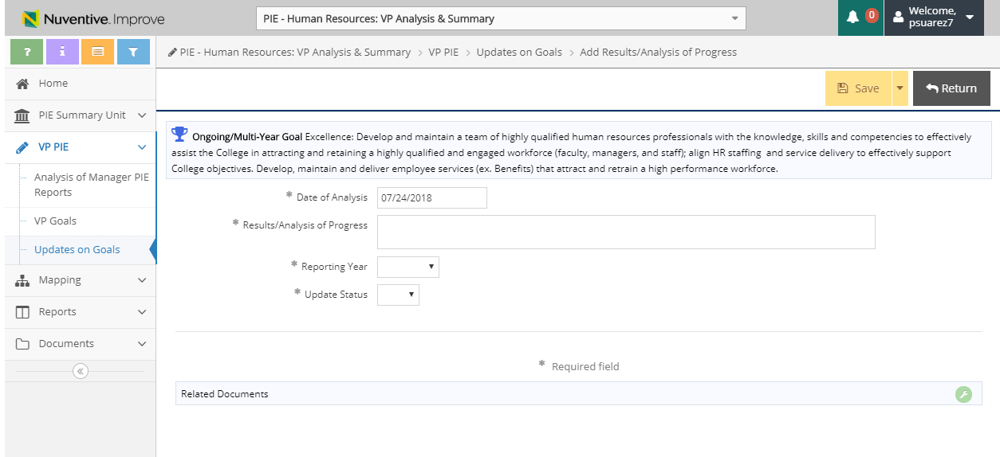 Nuventive. Improve
PIE - Human Resources: VP Analysis & Summary
0
Welcome,
psuarez7
?
i
PIE - Human Resources: VP Analysis & Summary > VP PIE > Updates on Goals > Add Results/Analysis of Progress
Home
PIE Summary Unit
VP PIE
Analysis of Manager PIE
Reports
VP Goals
Updates on Goals
Mapping
Reports
Documents
Save
Return
Ongoing/Multi-Year Goal Excellence: Develop and maintain a team of highly qualified human resources professionals with the knowledge, skills and competencies to effectively
assist the College in attracting and retaining a highly qualified and engaged workforce (faculty, managers, and staff); align HR staffing and service delivery to effectively support
College objectives. Develop, maintain and deliver employee services (ex. Benefits) that attract and retrain a high performance workforce.
* Date of Analysis 07/24/2018
* Results/Analysis of Progress
* Reporting Year
* Update Status
* Required field
Related Documents